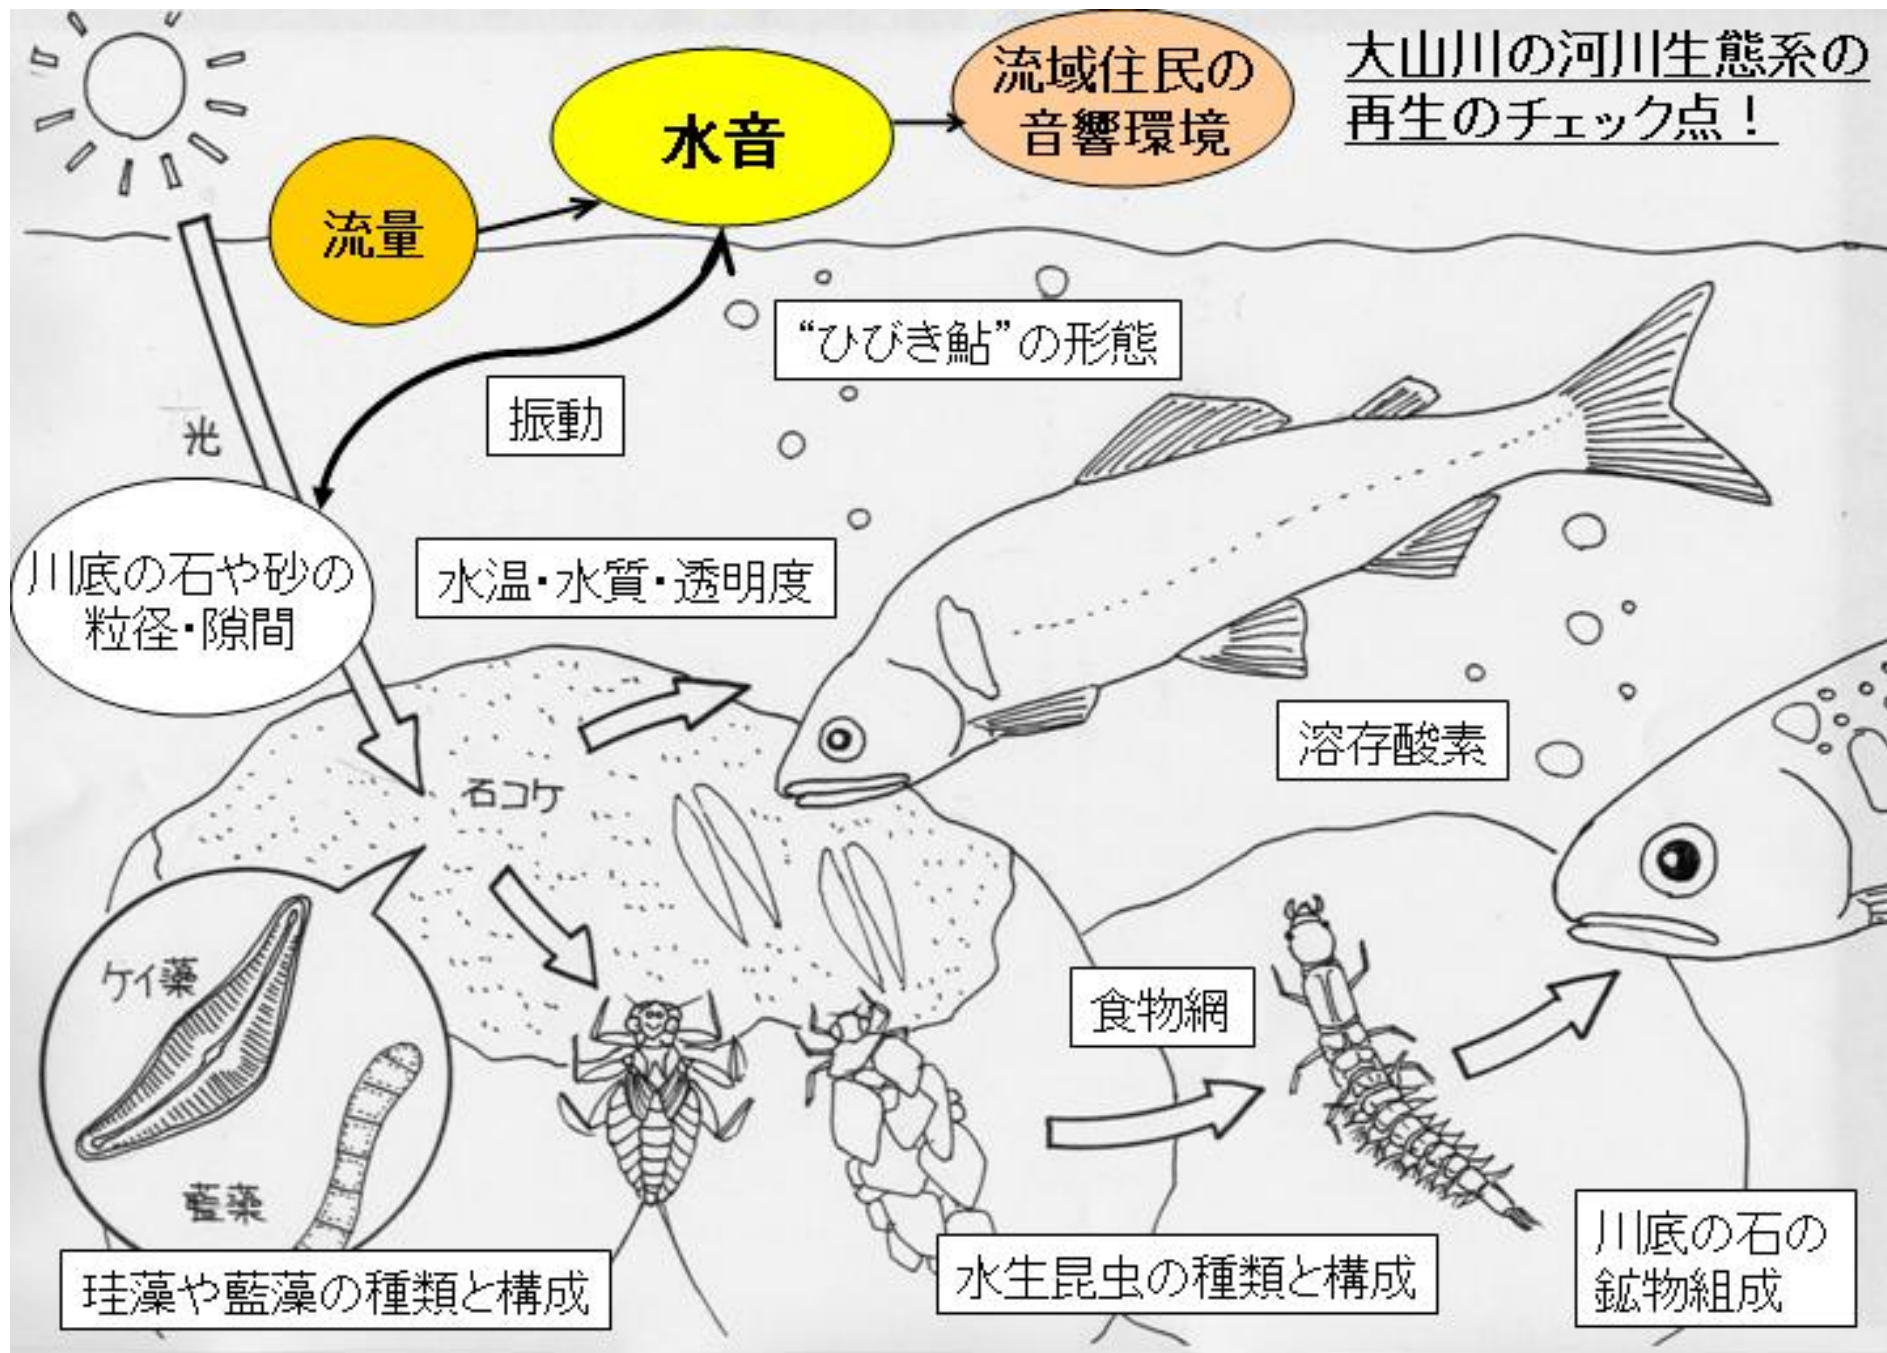 大山川の河川生態系の
再生のチェック点!
流域住民の
音響環境
水音
流量
“ひびき鮎”の形態
振動
光
川底の石や砂の
粒径・隙間
水温・水質・透明度
溶存酸素
石コケ
ケイ藻
藍藻
食物網
珪藻や藍藻の種類と構成
水生昆虫の種類と構成
川底の石の
鉱物組成